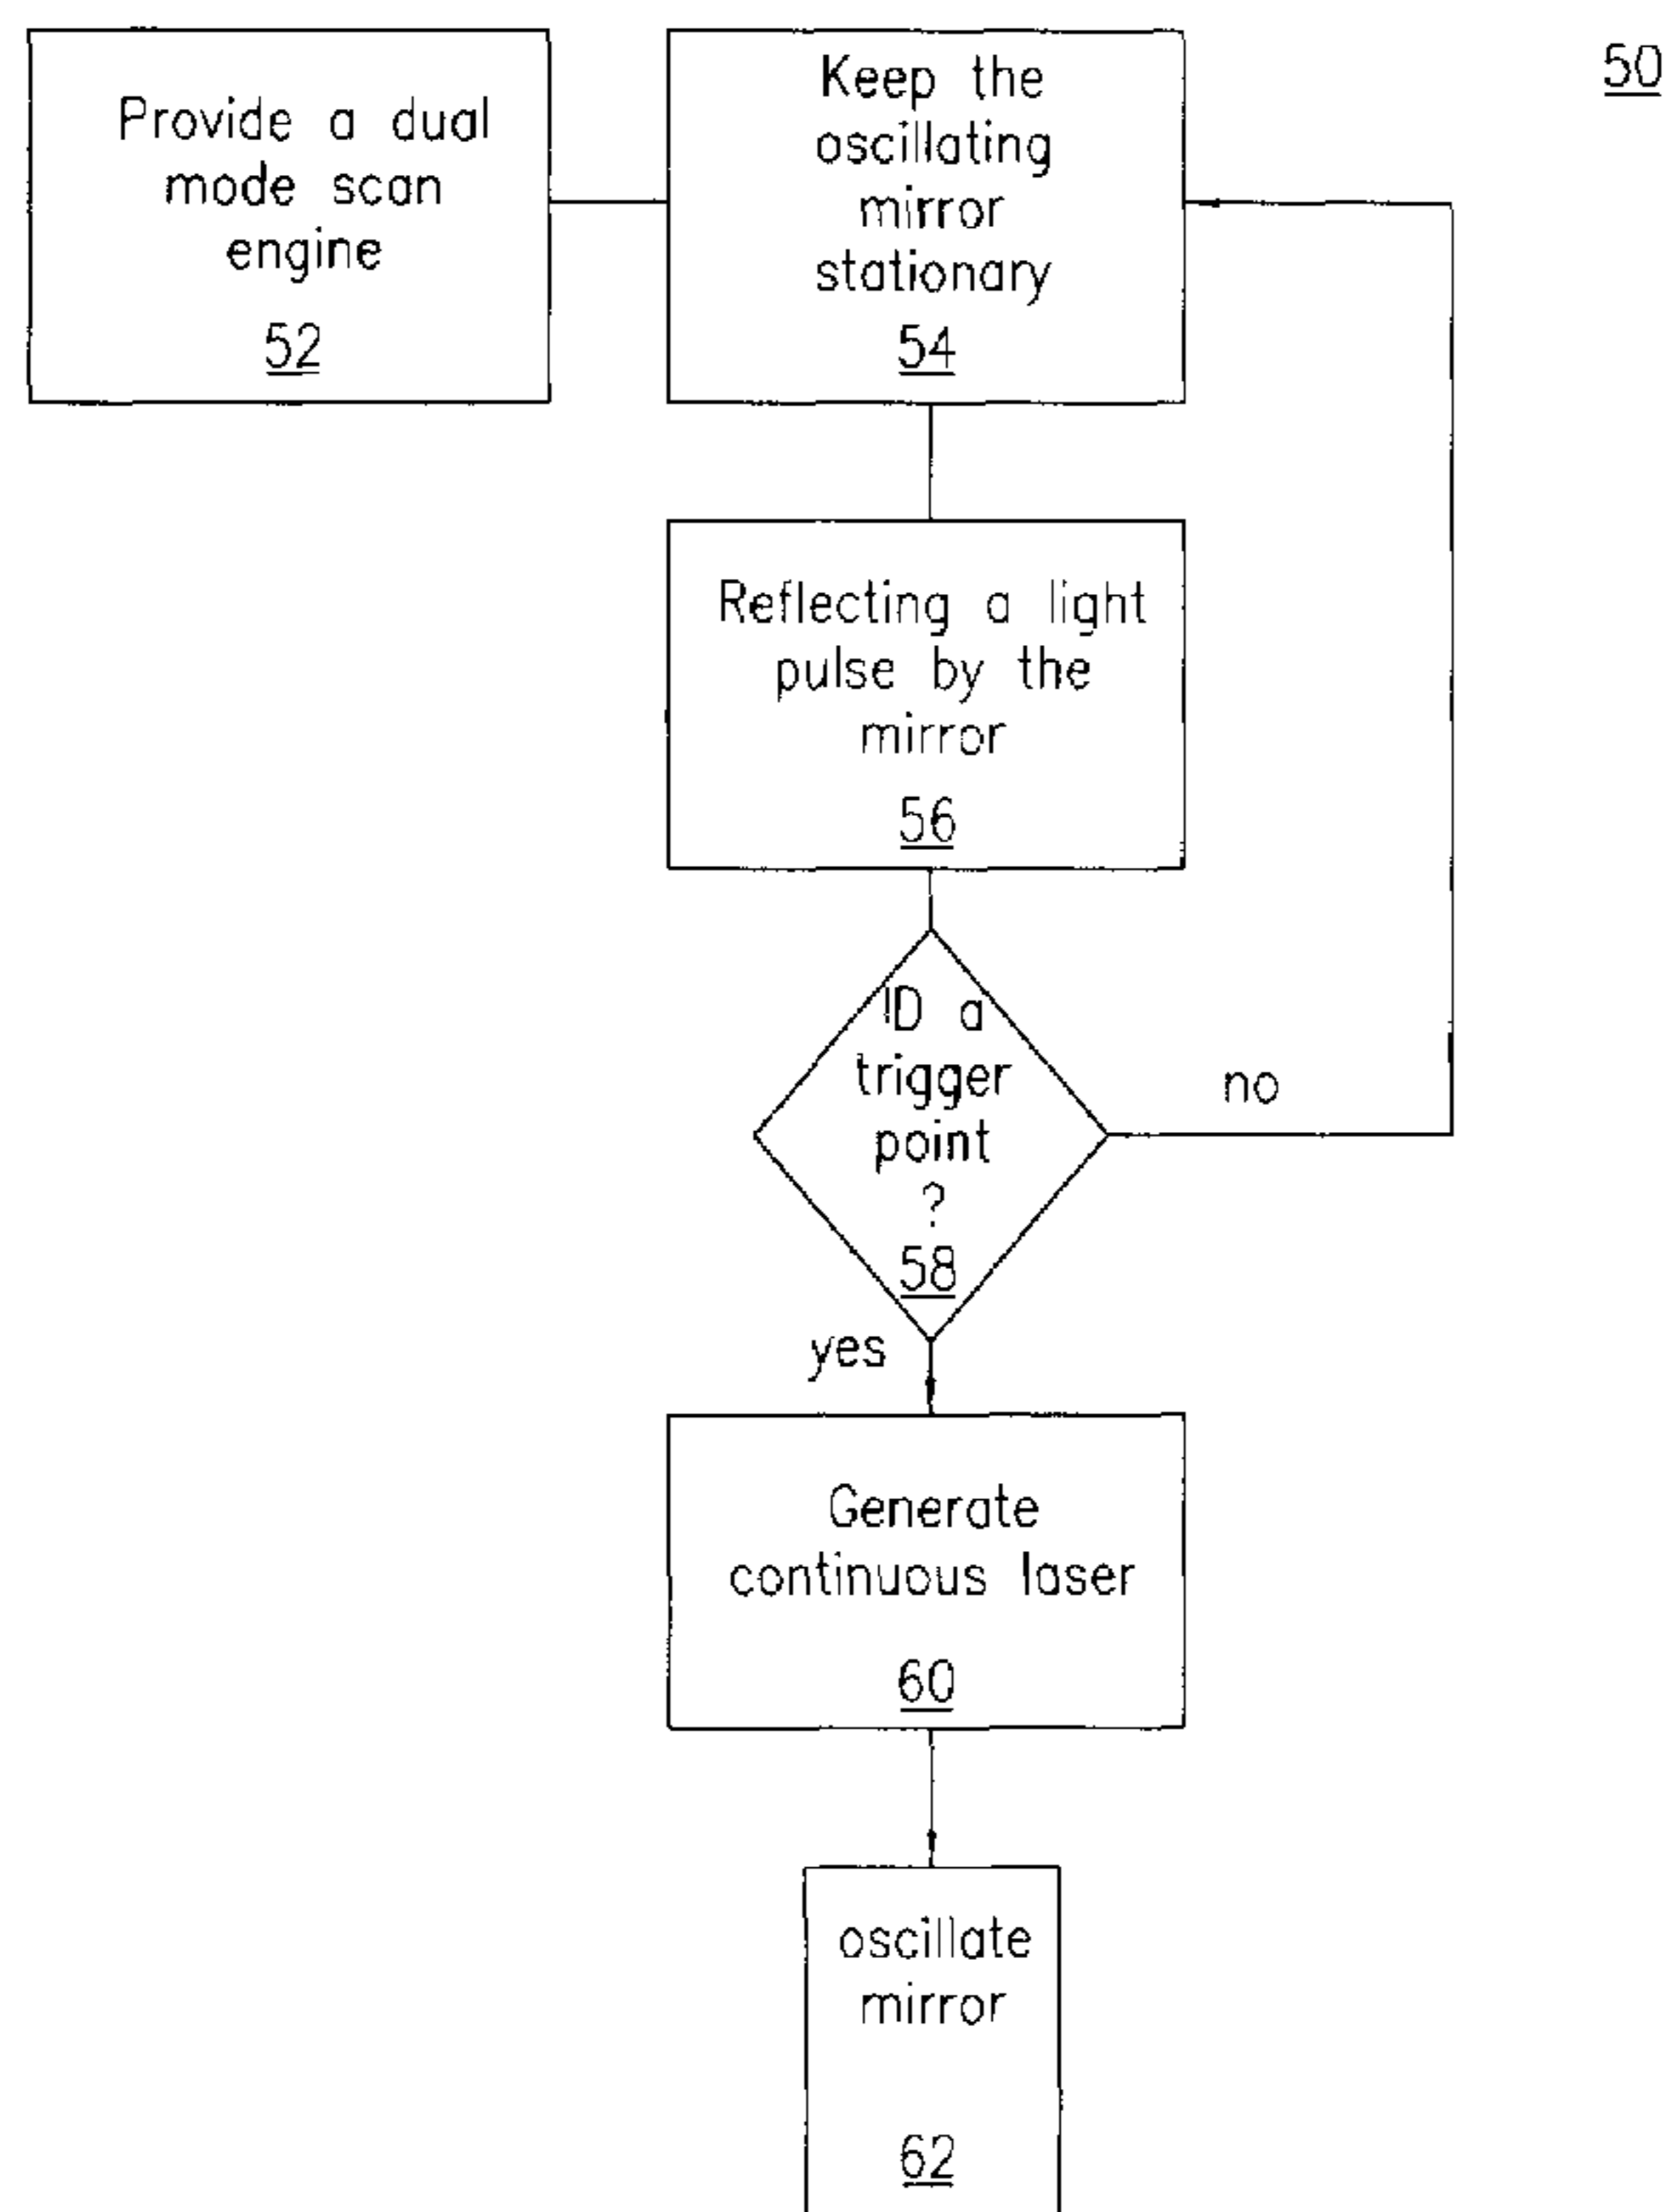 50
Provide a dual
mode scan
engine
52
Keep the
oscillating
mirror
stationary
54
Reflecting a light
pulse by the
mirror
56
ID a
trigger
point
?
58
no
yes
Generate
continuous laser
60
oscillate
mirror
62